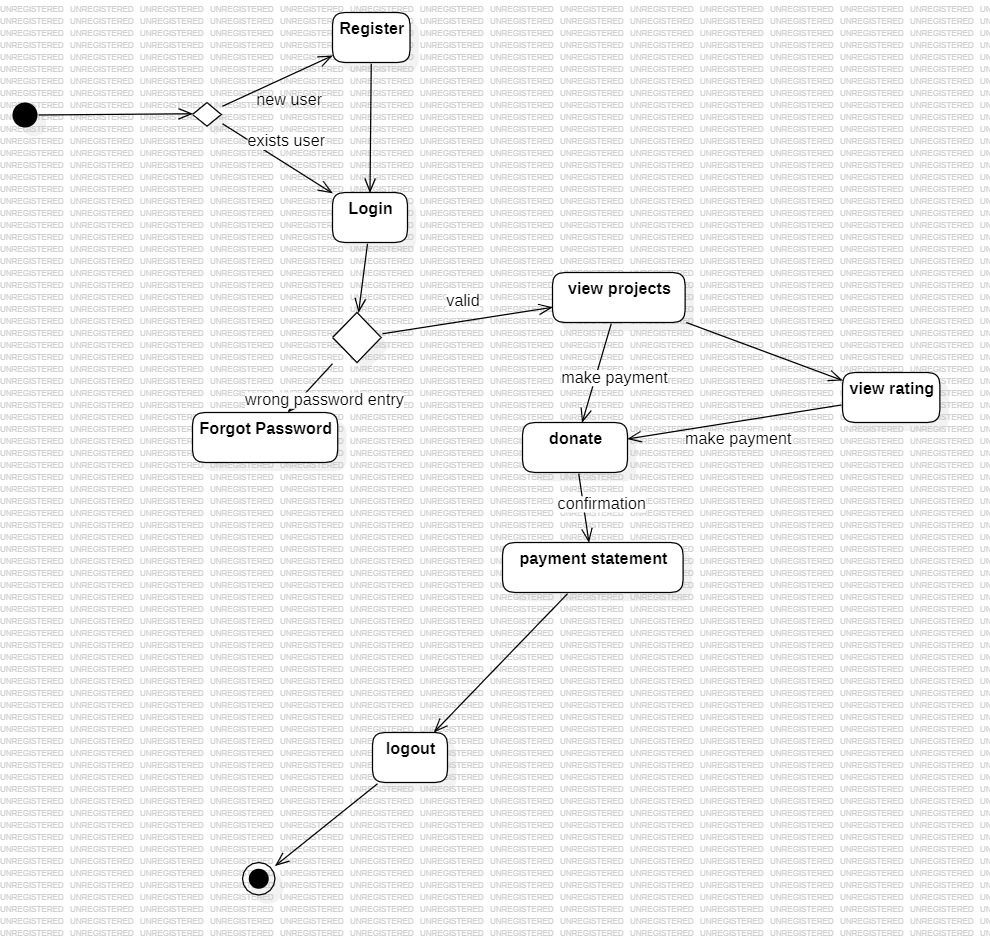 Register
new user
exists user
Login
view projects
valid
make payment
view rating
wrong password entry
Forgot Password
donate
make payment
confirmation
payment statement
logout
UNREGISTERED